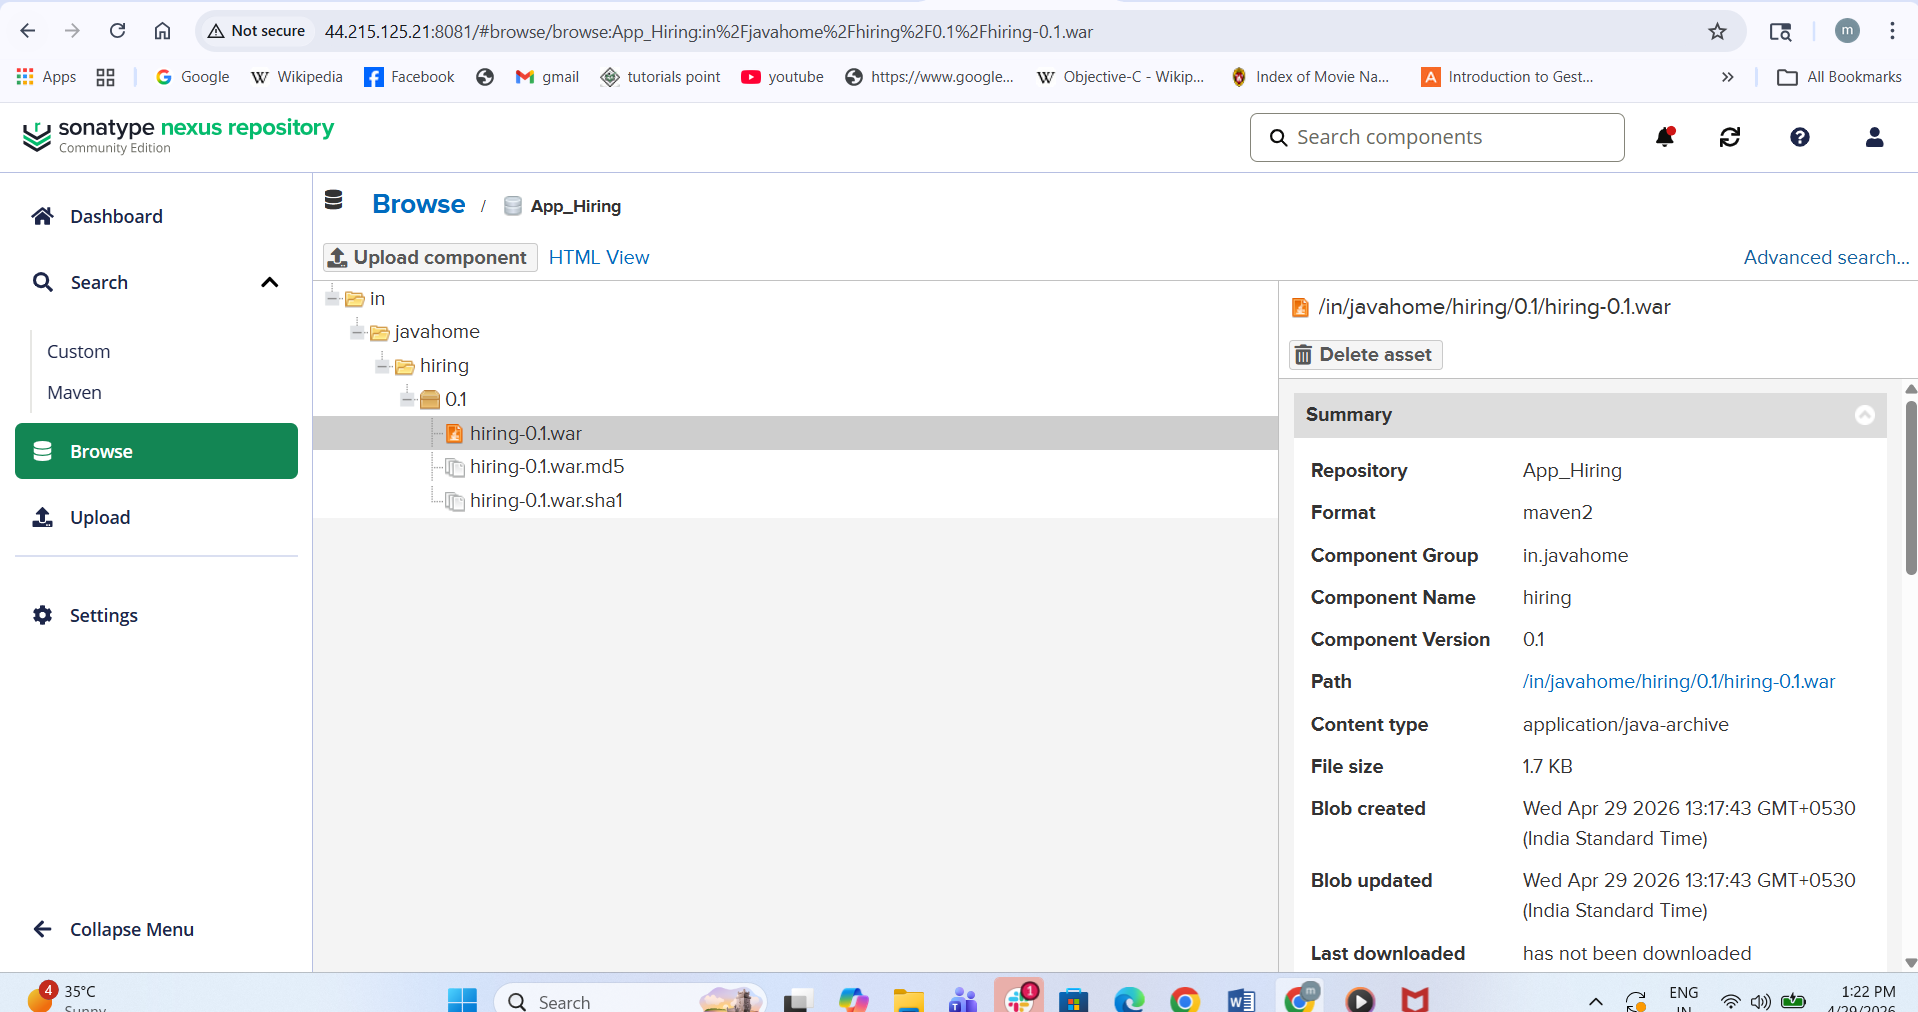 Not secure 44.215.125.21:8081/#browse/browse:App_Hiring:in%2Fjavahome%2Fhiring%2F0.1%2Fhiring-0.1.war
m
Apps Google Wikipedia Facebook gmail tutorials point youtube https://www.google... Objective-C - Wikip... Index of Movie Na... Introduction to Gest... » All Bookmarks
sonatype nexus repository
Community Edition
Search components
Dashboard
Search
Custom
Maven
Browse
Upload
Settings
Collapse Menu
Browse / App_Hiring
Upload component HTML View Advanced search...
in
javahome
hiring
0.1
hiring-0.1.war
hiring-0.1.war.md5
hiring-0.1.war.sha1
/in/javahome/hiring/0.1/hiring-0.1.war
Delete asset
Summary
Repository App_Hiring
Format maven2
Component Group in.javahome
Component Name hiring
Component Version 0.1
Path /in/javahome/hiring/0.1/hiring-0.1.war
Content type application/java-archive
File size 1.7 KB
Blob created Wed Apr 29 2026 13:17:43 GMT+0530
(India Standard Time)
Blob updated Wed Apr 29 2026 13:17:43 GMT+0530
(India Standard Time)
Last downloaded has not been downloaded
4 35°C
Sunny
Search
1
m
ENG
IN
1:22 PM
4/29/2026